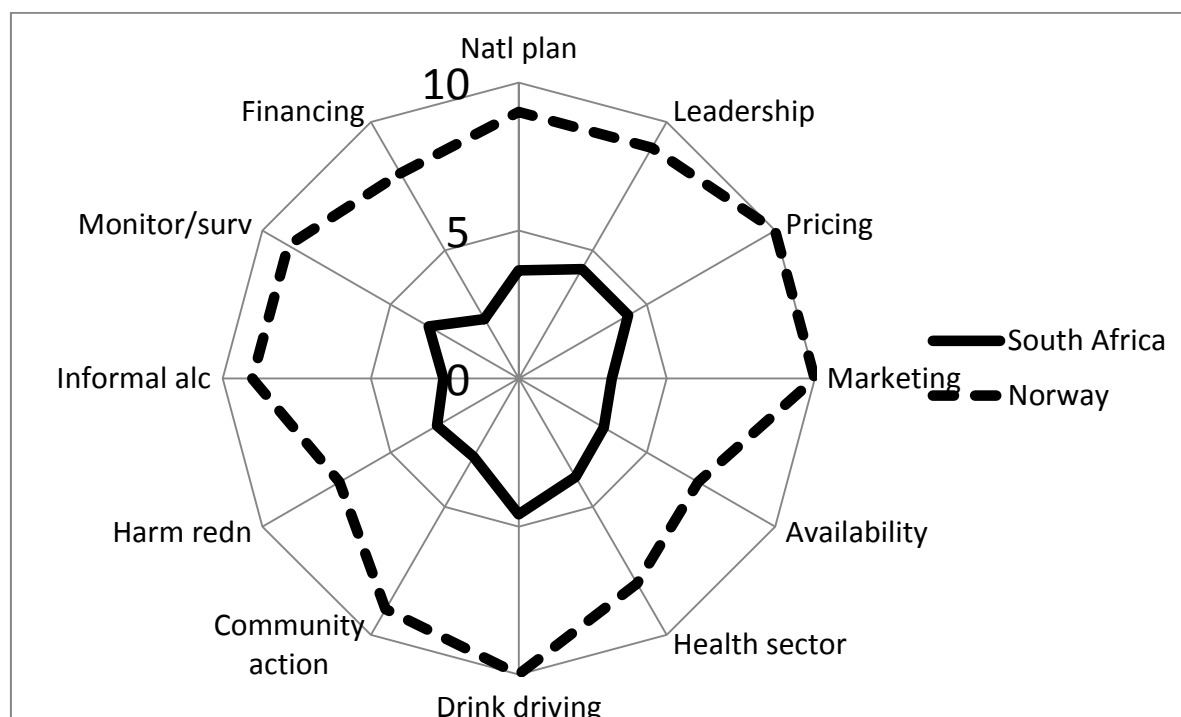 Natl plan
10
Financing
Leadership
Monitor/surv
5
Pricing
South Africa
Informal alc
0
Marketing
Norway
Harm redn
Availability
Community
action
Health sector
Drink driving